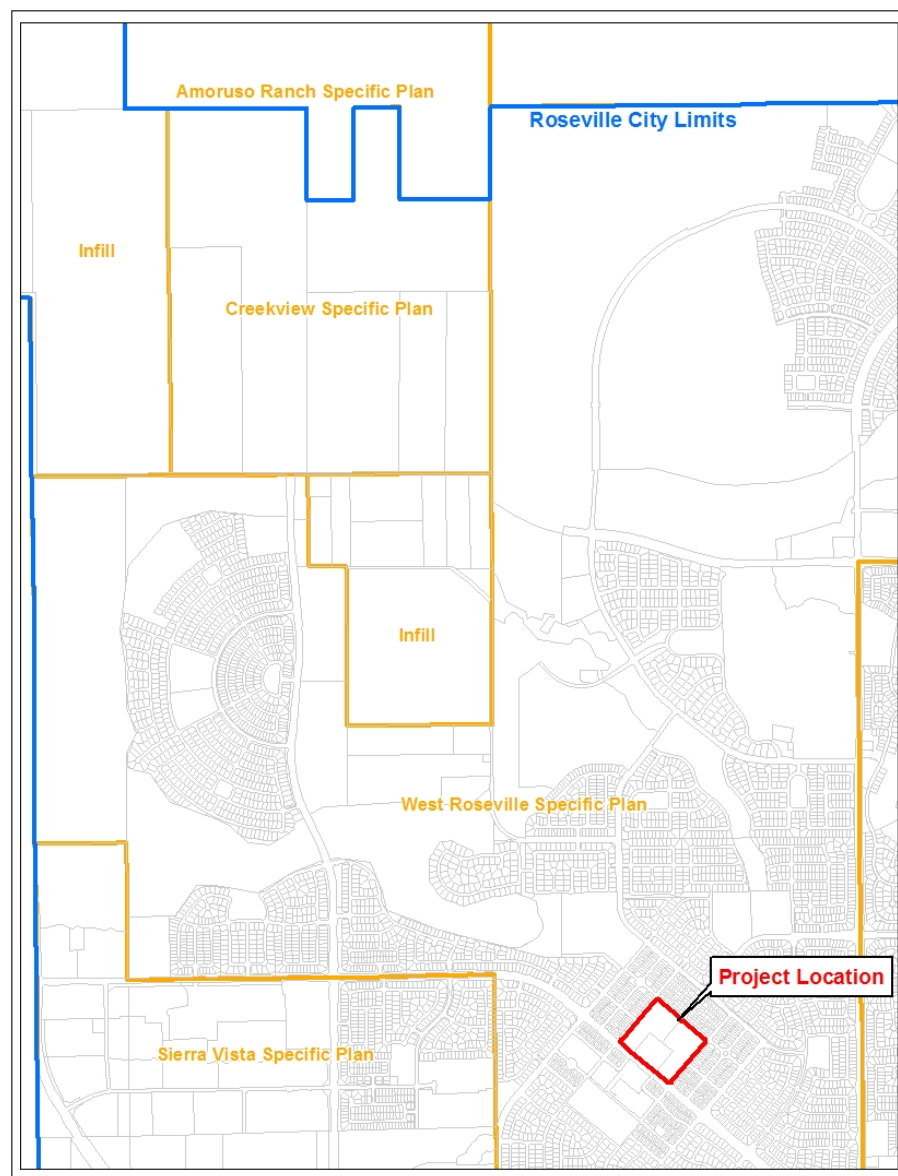 Amoruso Ranch Specific Plan
Roseville City Limits
Infill
Creekview Specific Plan
Infill
West Roseville Specific Plan
Project Location
Sierra Vista Specific Plan